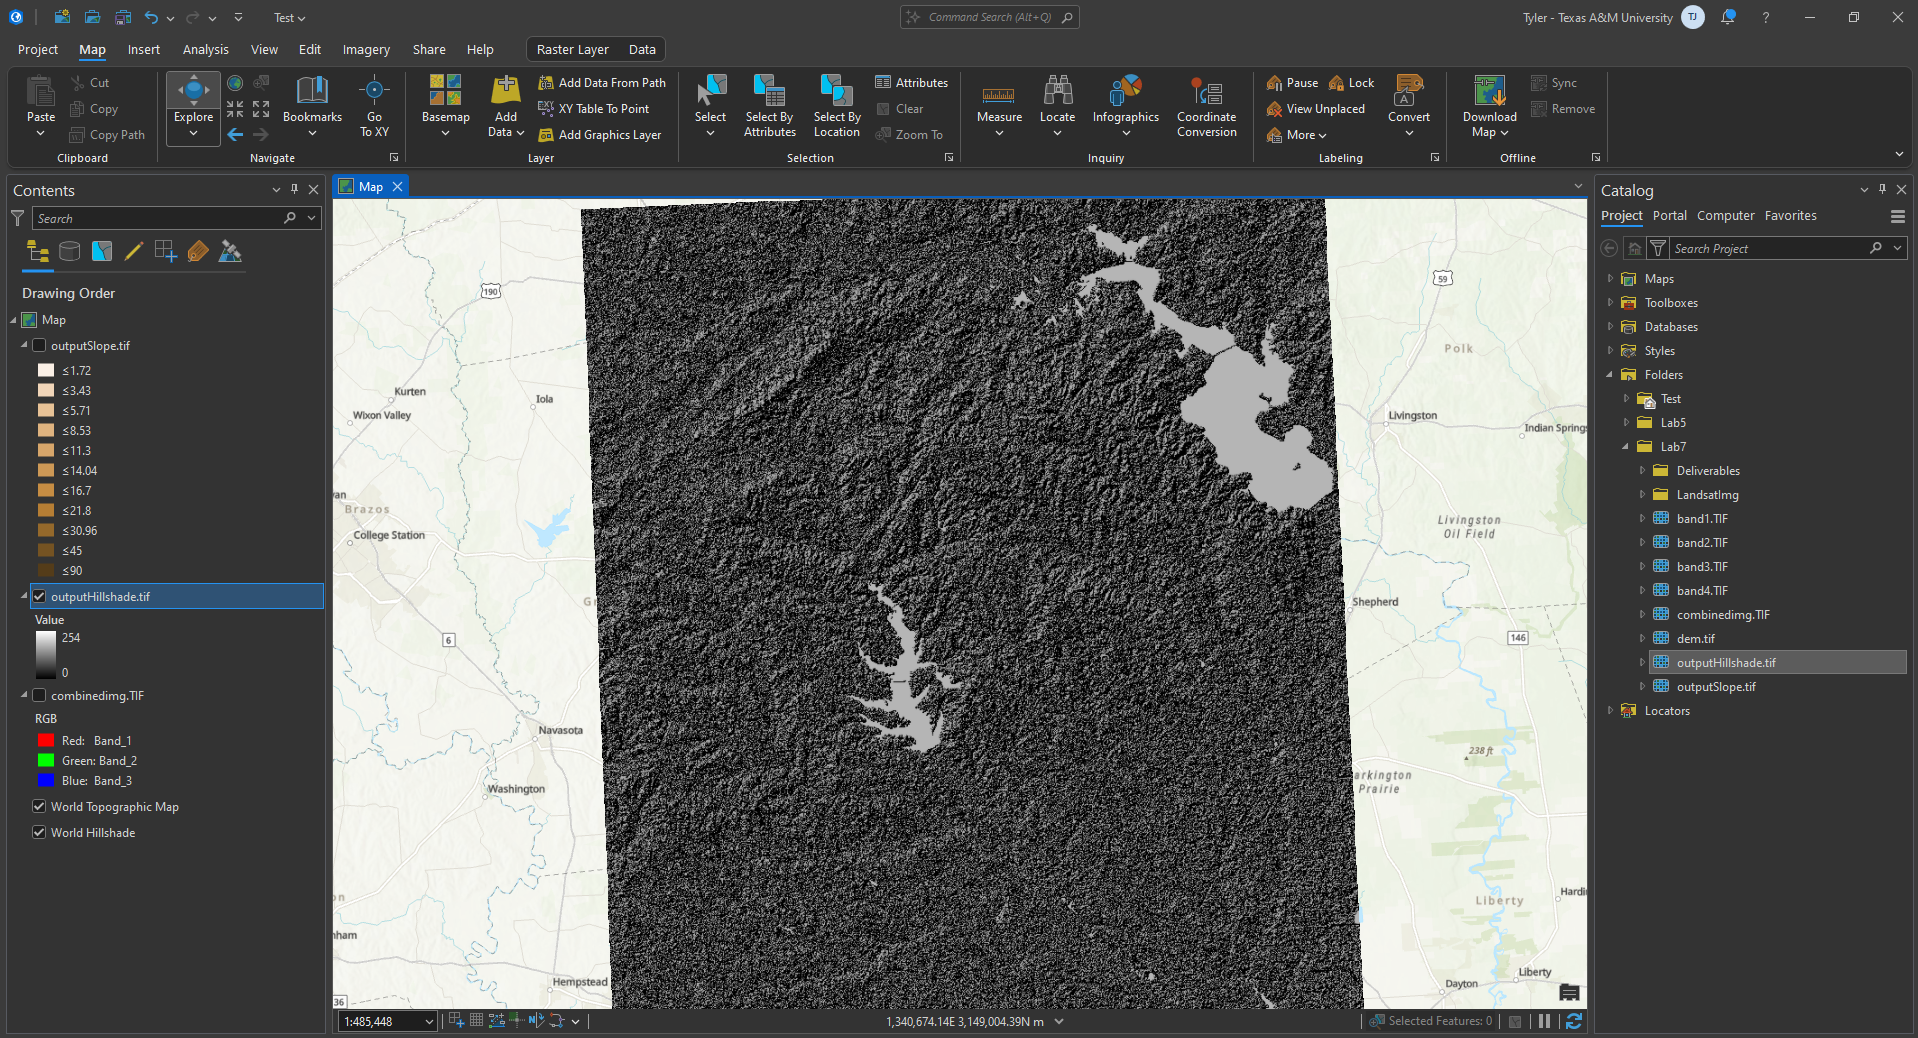 Test
Command Search (Alt+Q)
Tyler - Texas A&M University
TJ
?
Project
Map
Insert
Analysis
View
Edit
Imagery
Share
Help
Raster Layer
Data
Paste
Cut
Copy
Copy Path
Clipboard
Explore
Bookmarks
Go
To XY
Navigate
Basemap
Add
Data
Add Data From Path
XY Table To Point
Add Graphics Layer
Layer
Select
Select By
Attributes
Select By
Location
Attributes
Clear
Zoom To
Selection
Measure
Locate
Infographics
Coordinate
Conversion
Inquiry
Pause
Lock
View Unplaced
More
Convert
Labeling
Download
Map
Sync
Remove
Offline
Contents
Search
Drawing Order
Map
outputSlope.tif
≤1.72
≤3.43
≤5.71
≤8.53
≤11.3
≤14.04
≤16.7
≤21.8
≤30.96
≤45
≤90
outputHillshade.tif
Value
254
0
combinedimg.TIF
RGB
Red: Band_1
Green: Band_2
Blue: Band_3
World Topographic Map
World Hillshade
Map
190
59
Polk
Kurten
Iola
Wixon Valley
Livingston
Indian Springs
Brazos
College Station
Livingston
Oil Field
Shepherd
6
146
Navasota
238 ft
Washington
arkington
Prairie
Hardi
Liberty
Hempstead
Liberty
Dayton
36
1:485,448
1,340,674.14E 3,149,004.39N m
Selected Features: 0
Catalog
Project
Portal
Computer
Favorites
Search Project
Maps
Toolboxes
Databases
Styles
Folders
Test
Lab5
Lab7
Deliverables
LandsatImg
band1.TIF
band2.TIF
band3.TIF
band4.TIF
combinedimg.TIF
dem.tif
outputHillshade.tif
outputSlope.tif
Locators